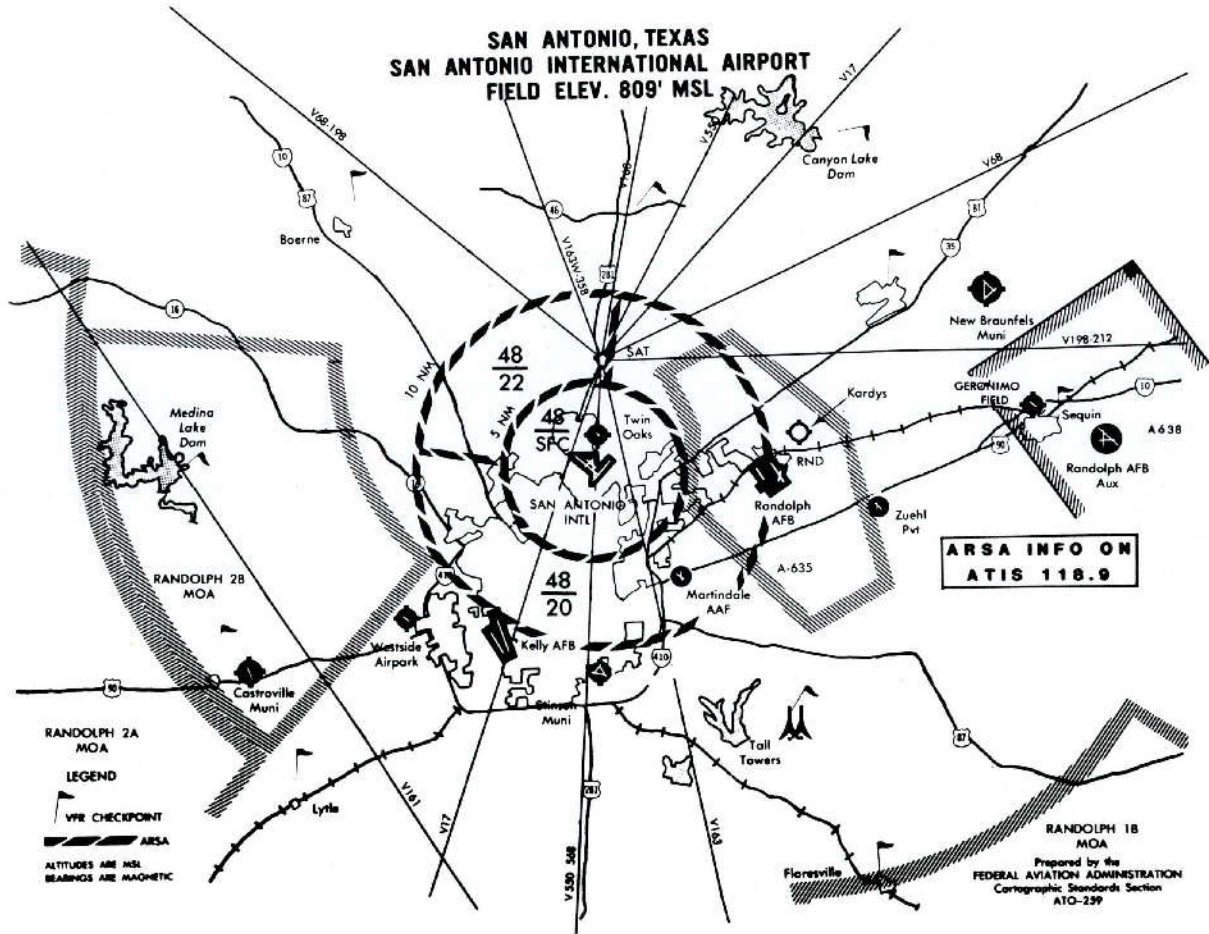 SAN ANTONIO, TEXAS
SAN ANTONIO INTERNATIONAL AIRPORT
FIELD ELEV. 809' MSL
V68-198
V17
V550
Canyon Lake
Dam
V68
10
87
46
81
Boerne
V163W-358
281
35
16
New Braunfels
Muni
V198-212
SAT
48
22
10 NM
5 NM
48
SFC
Twin
Oaks
Kardys
GERONIMO
FIELD
10
Sequin
A638
Medina
Lake
Dam
90
RND
Randolph AFB
Aux
SAN ANTONIO
INTL
Randolph
AFB
Zuehl
Pvt
ARSA INFO ON
ATIS 118.9
RANDOLPH 2B
MOA
48
20
A-635
Martindale
AAF
Westside
Airpark
Kelly AFB
410
90
Castroville
Muni
Stinson
Muni
87
RANDOLPH 2A
MOA
Tall
Towers
LEGEND
VFR CHECKPOINT
ARSA
ALTITUDES ARE MSL
BEARINGS ARE MAGNETIC
Lytle
V161
V17
281
V550 568
V163
RANDOLPH 1B
MOA
Floresville
Prepared by the
FEDERAL AVIATION ADMINISTRATION
Cartographic Standards Section
ATO-259